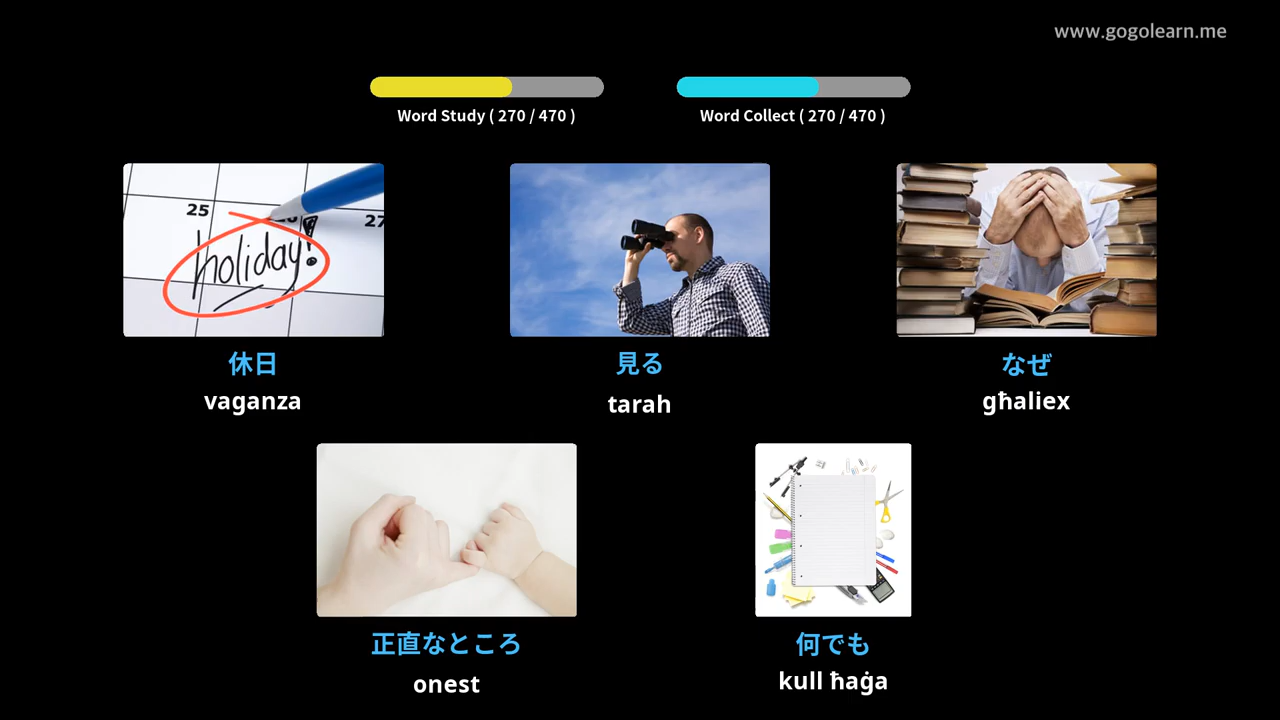 www.gogolearn.me
Word Study ( 270 / 470 )
Word Collect ( 270 / 470 )
25
27
holiday!
休日
見る
なぜ
vaganza
tarah
għaliex
正直なところ
何でも
onest
kull ħaġa